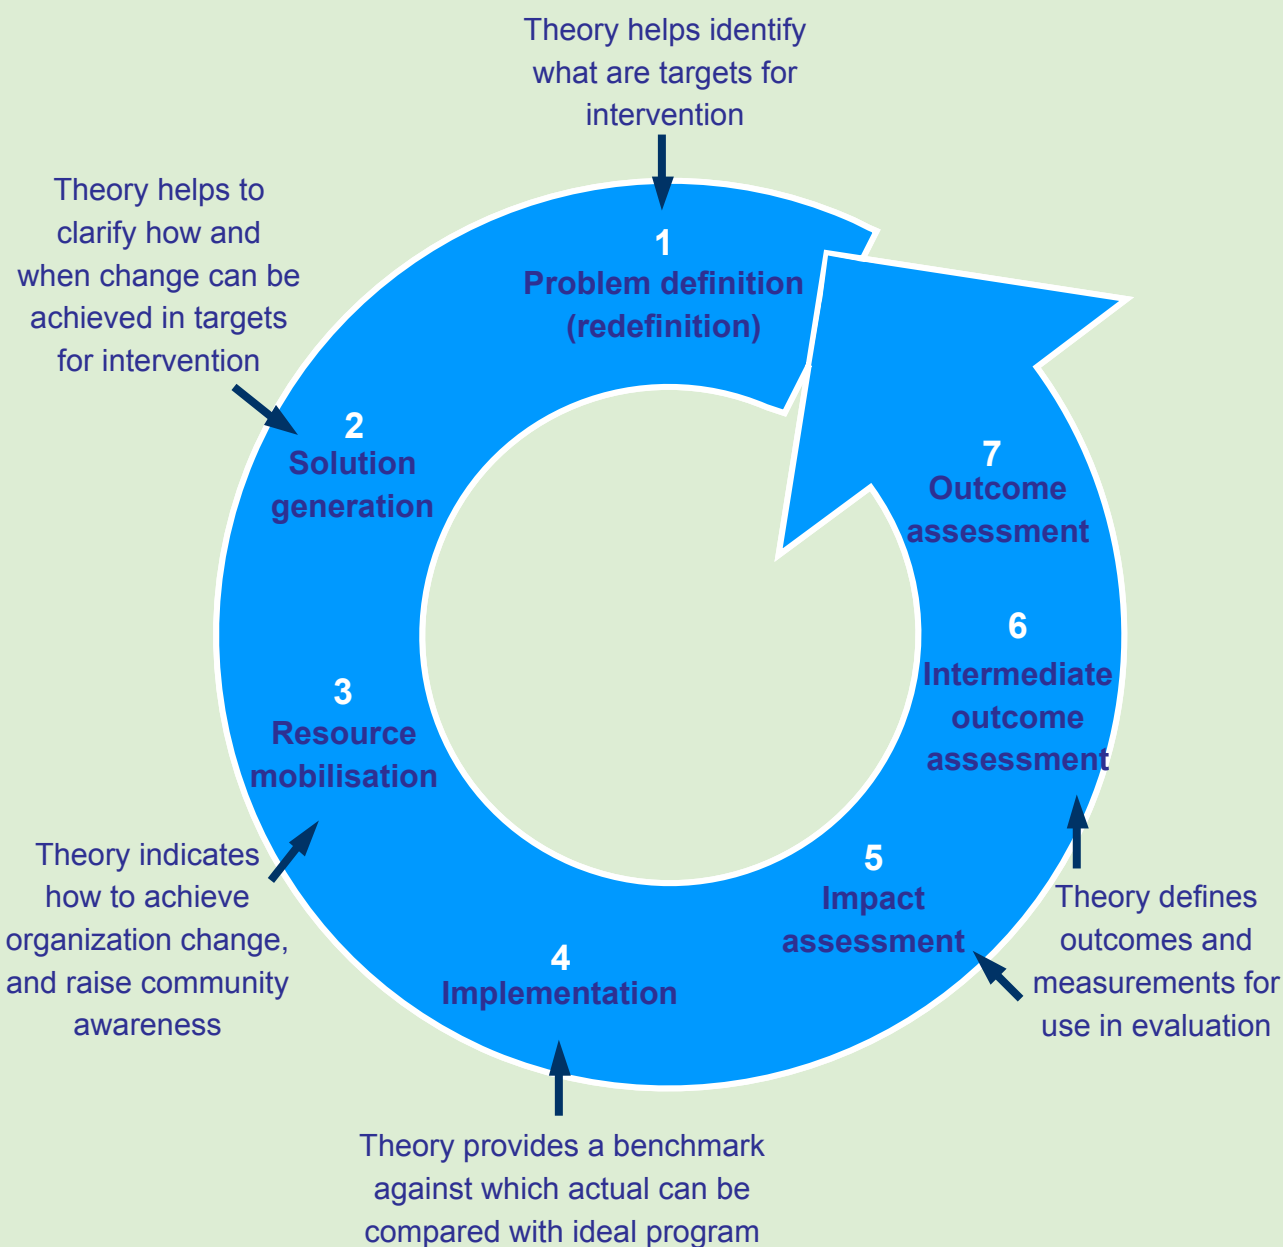 Theory helps identify
what are targets for
intervention
1
Problem definition
(redefinition)
Theory helps to
clarify how and
when change can be
achieved in targets
for intervention
2
Solution
generation
3
Resource
mobilisation
Theory indicates
how to achieve
organization change,
and raise community
awareness
4
Implementation
Theory provides a benchmark
against which actual can be
compared with ideal program
5
Impact
assessment
Theory defines
outcomes and
measurements for
use in evaluation
6
Intermediate
outcome
assessment
7
Outcome
assessment